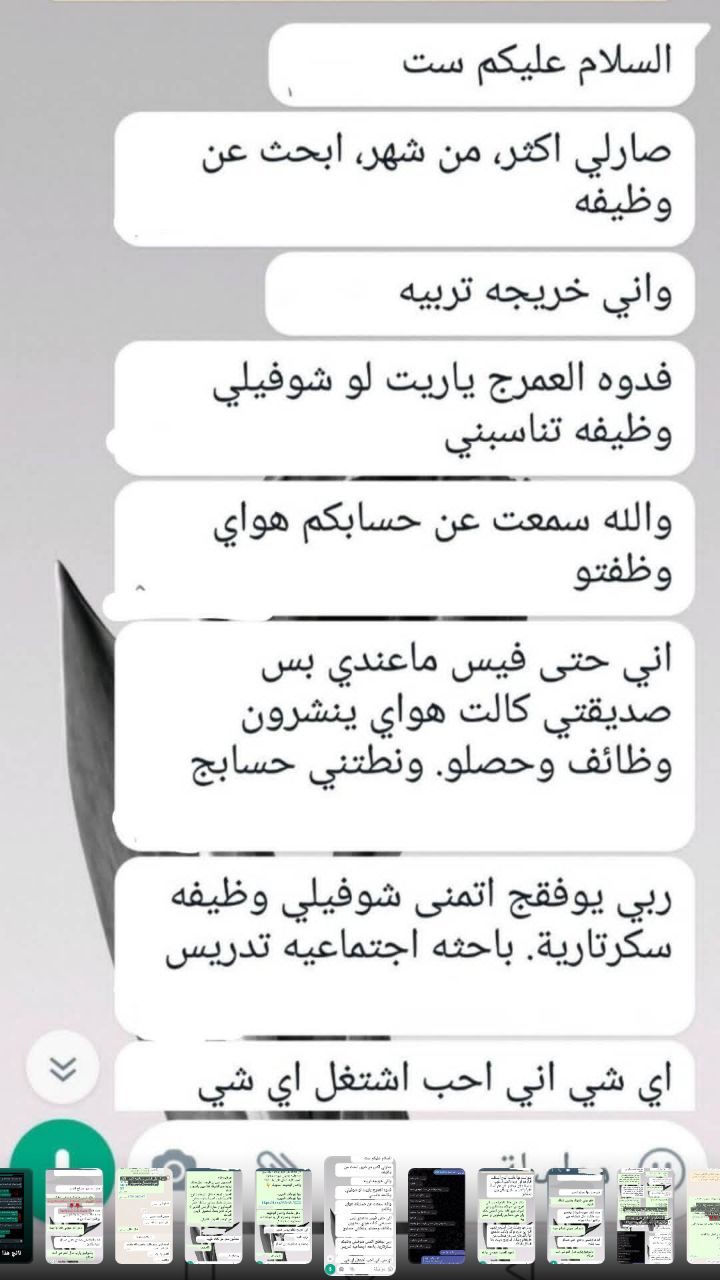 السلام عليكم ست
صارلي اكثر، من شهر، ابحث عن
وظيفه
واني خريجه تربيه
فدوه العمرج ياريت لو شوفيلي
وظيفه تناسبني
والله سمعت عن حسابكم هواي
وظفتو
اني حتى فيس ماعندي بس
صديقتي كالت هواي ينشرون
وظائف وحصلو. ونطتني حسابج
ربي يوفقج اتمنى شوفيلي وظيفه
سكرتارية. باحثه اجتماعيه تدريس
اي شي اني احب اشتغل اي شي